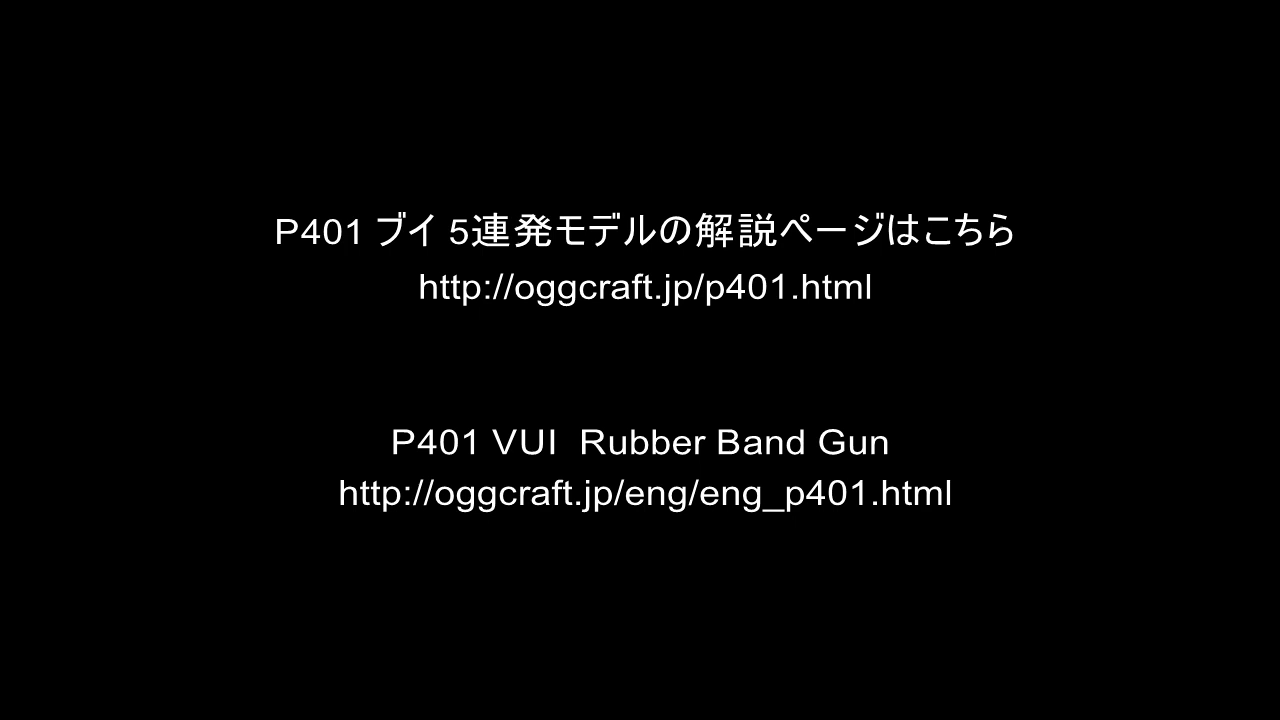 P401 ブイ 5連発モデルの解説ページはこちら
http://oggcraft.jp/p401.html
P401 VUI  Rubber Band Gun
http://oggcraft.jp/eng/eng_p401.html